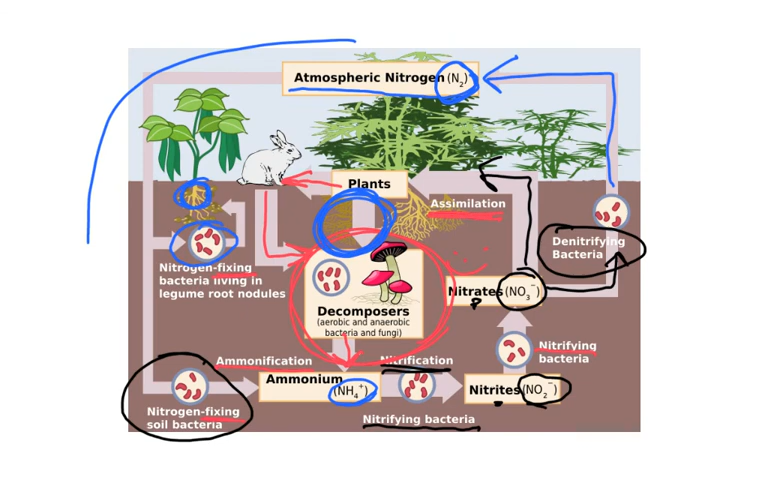 Atmospheric Nitrogen (N₂)
Plants
Assimilation
Denitrifying
Bacteria
Nitrogen-fixing
bacteria living in
legume root nodules
Decomposers
(aerobic and anaerobic
bacteria and fungi)
Nitrates (NO₃⁻)
Nitrifying
bacteria
Ammonification
Nitrification
Ammonium
(NH₄⁺)
Nitrites (NO₂⁻)
Nitrogen-fixing
soil bacteria
Nitrifying bacteria